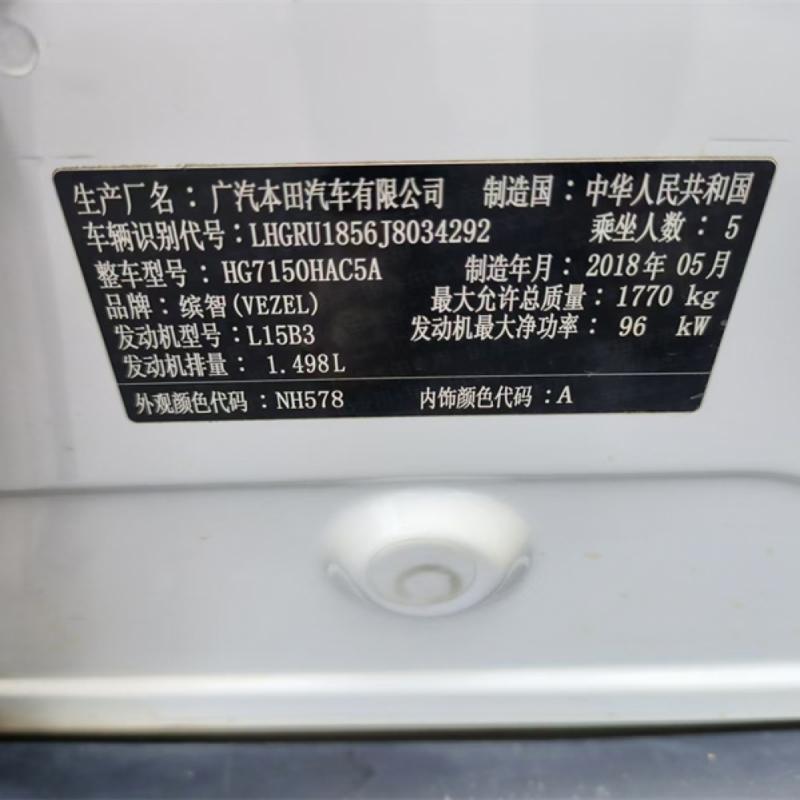 生产厂名：广汽本田汽车有限公司 制造国：中华人民共和国
车辆识别代号：LHGRU1856J8034292 乘坐人数：5
整车型号：HG7150HAC5A 制造年月：2018年05月
品牌：缤智(VEZEL) 最大允许总质量：1770 kg
发动机型号：L15B3 发动机最大净功率：96 kW
发动机排量：1.498L
外观颜色代码：NH578 内饰颜色代码：A